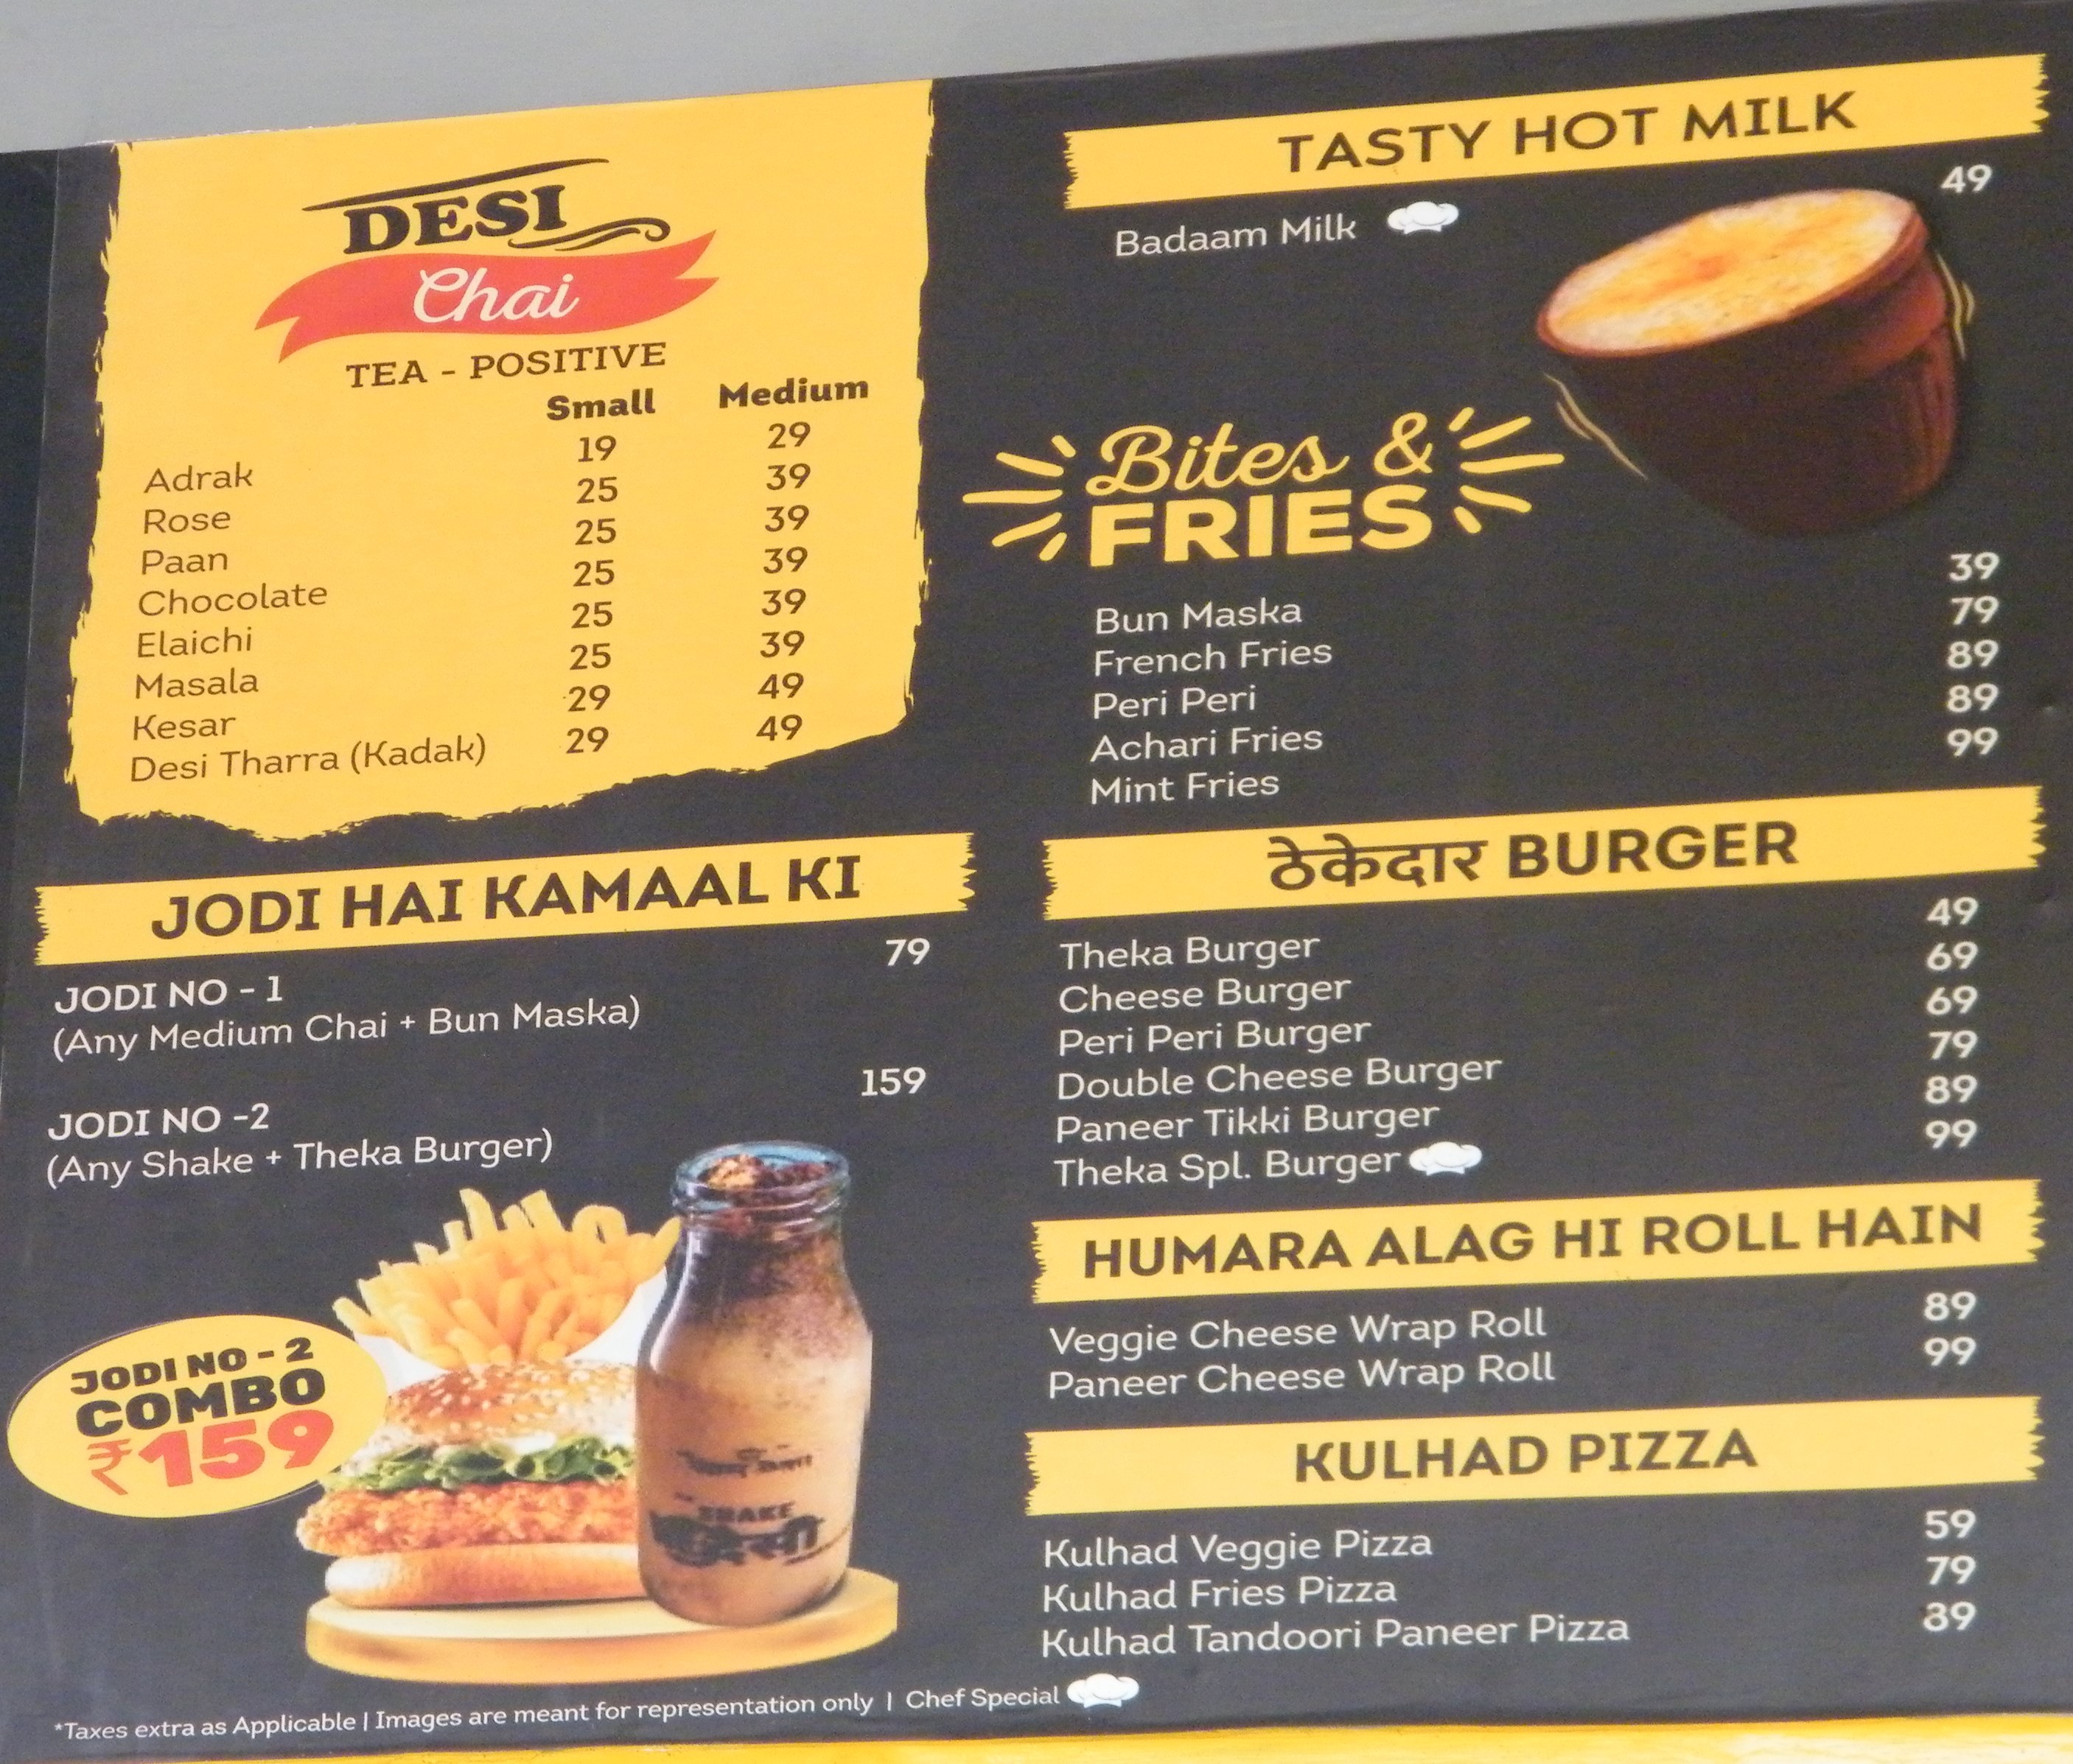 DESI
Chai
TEA - POSITIVE
Small Medium
Adrak 19 29
Rose 25 39
Paan 25 39
Chocolate 25 39
Elaichi 25 39
Masala 25 39
Kesar 29 49
Desi Tharra (Kadak) 29 49
JODI HAI KAMAAL KI
JODI NO - 1 79
(Any Medium Chai + Bun Maska)
JODI NO -2 159
(Any Shake + Theka Burger)
JODI NO - 2
COMBO
₹159
SHAKE
TASTY HOT MILK
Badaam Milk 49
Bites &
FRIES
Bun Maska 39
French Fries 79
Peri Peri 89
Achari Fries 89
Mint Fries 99
ठेकेदार BURGER
Theka Burger 49
Cheese Burger 69
Peri Peri Burger 69
Double Cheese Burger 79
Paneer Tikki Burger 89
Theka Spl. Burger 99
HUMARA ALAG HI ROLL HAIN
Veggie Cheese Wrap Roll 89
Paneer Cheese Wrap Roll 99
KULHAD PIZZA
Kulhad Veggie Pizza 59
Kulhad Fries Pizza 79
Kulhad Tandoori Paneer Pizza 89
*Taxes extra as Applicable | Images are meant for representation only | Chef Special